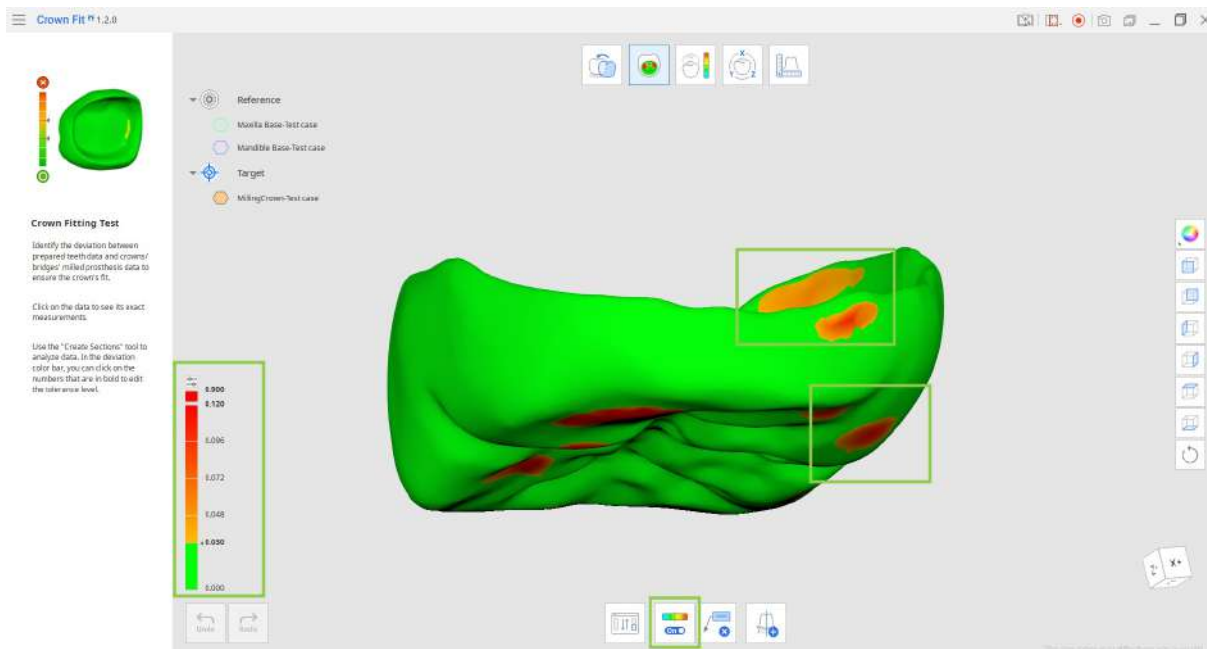 Crown Fit 1.2.0
Reference
Maxilla Base-Test case
Mandible Base-Test case
Target
MillingCrown-Test case
Crown Fitting Test
Identify the deviation between
prepared teeth data and crowns/
bridges' milled prosthesis data to
ensure the crown's fit.
Click on the data to see its exact
measurements.
Use the "Create Sections" tool to
analyze data. In the deviation
color bar, you can click on the
numbers that are in bold to edit
the tolerance level.
0.900
0.120
0.096
0.072
0.048
0.030
0.000
Undo
Redo
On
X
Y
Z
X+